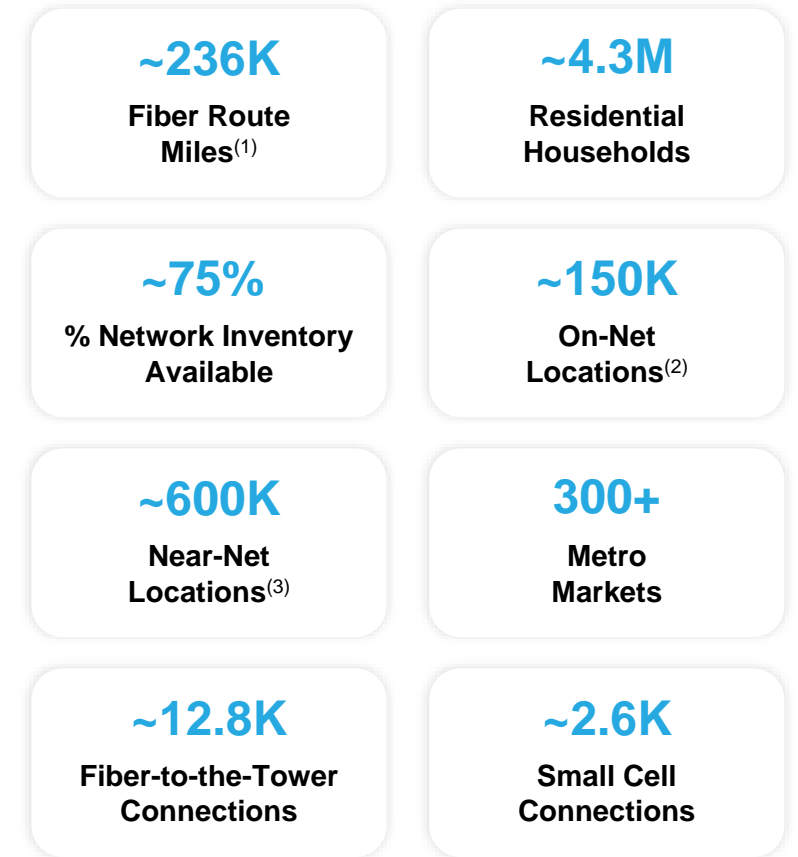 ~236K
Fiber Route
Miles(1)
~4.3M
Residential
Households
~75%
% Network Inventory
Available
~150K
On-Net
Locations(2)
~600K
Near-Net
Locations(3)
300+
Metro
Markets
~12.8K
Fiber-to-the-Tower
Connections
~2.6K
Small Cell
Connections